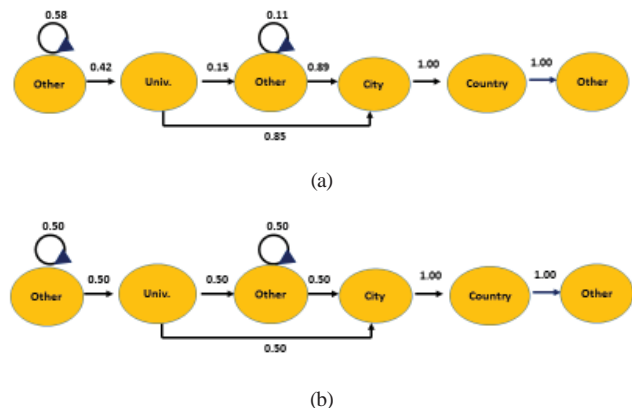 0.58 0.11
Other 0.42 Univ. 0.15 Other 0.89 City 1.00 Country 1.00 Other
0.85
(a)
0.50 0.50
Other 0.50 Univ. 0.50 Other 0.50 City 1.00 Country 1.00 Other
0.50
(b)